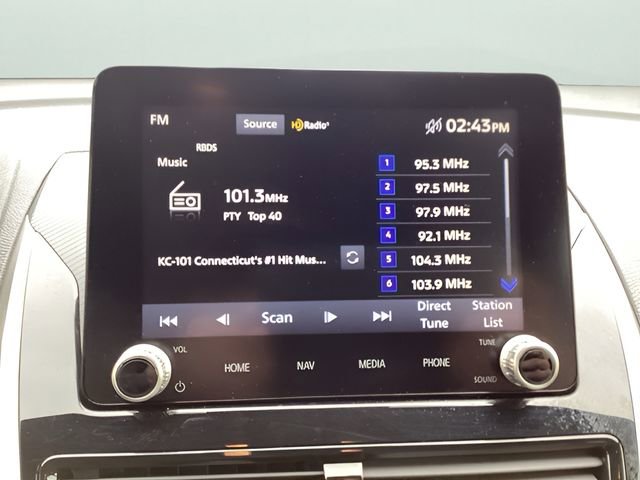 FM
Source
HD Radio
02:43PM
RBDS
Music
101.3MHz
PTY Top 40
KC-101 Connecticut's #1 Hit Mus...
1 95.3 MHz
2 97.5 MHz
3 97.9 MHz
4 92.1 MHz
5 104.3 MHz
6 103.9 MHz
Scan
Direct
Tune
Station
List
VOL
HOME
NAV
MEDIA
PHONE
TUNE
SOUND